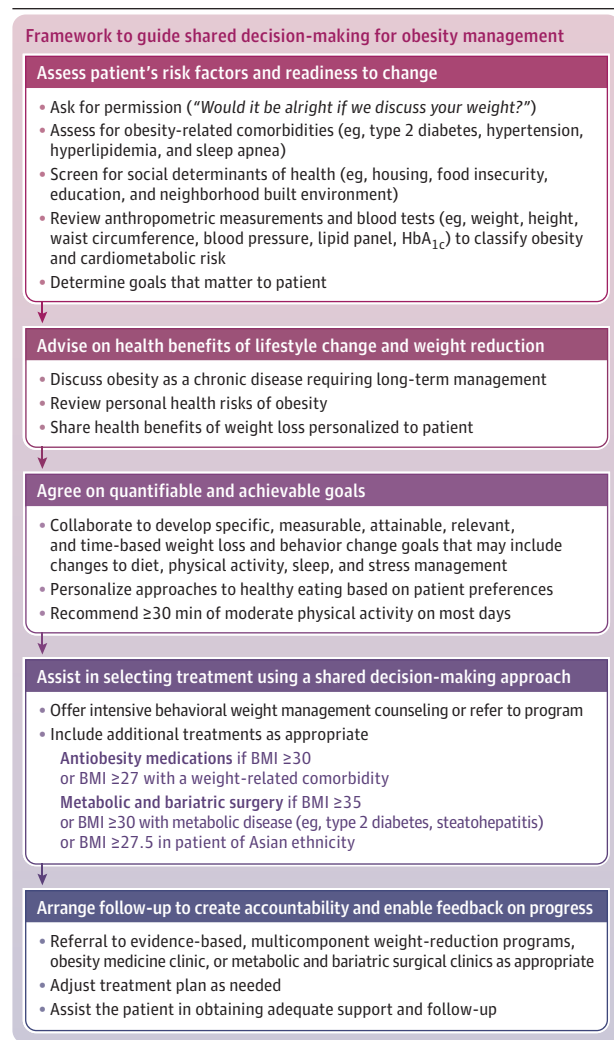 Framework to guide shared decision-making for obesity management
Assess patient's risk factors and readiness to change
• Ask for permission ("Would it be alright if we discuss your weight?")
• Assess for obesity-related comorbidities (eg, type 2 diabetes, hypertension,
hyperlipidemia, and sleep apnea)
• Screen for social determinants of health (eg, housing, food insecurity,
education, and neighborhood built environment)
• Review anthropometric measurements and blood tests (eg, weight, height,
waist circumference, blood pressure, lipid panel, HbA1c) to classify obesity
and cardiometabolic risk
• Determine goals that matter to patient
Advise on health benefits of lifestyle change and weight reduction
• Discuss obesity as a chronic disease requiring long-term management
• Review personal health risks of obesity
• Share health benefits of weight loss personalized to patient
Agree on quantifiable and achievable goals
• Collaborate to develop specific, measurable, attainable, relevant,
and time-based weight loss and behavior change goals that may include
changes to diet, physical activity, sleep, and stress management
• Personalize approaches to healthy eating based on patient preferences
• Recommend ≥30 min of moderate physical activity on most days
Assist in selecting treatment using a shared decision-making approach
• Offer intensive behavioral weight management counseling or refer to program
• Include additional treatments as appropriate
Antiobesity medications if BMI ≥30
or BMI ≥27 with a weight-related comorbidity
Metabolic and bariatric surgery if BMI ≥35
or BMI ≥30 with metabolic disease (eg, type 2 diabetes, steatohepatitis)
or BMI ≥27.5 in patient of Asian ethnicity
Arrange follow-up to create accountability and enable feedback on progress
• Referral to evidence-based, multicomponent weight-reduction programs,
obesity medicine clinic, or metabolic and bariatric surgical clinics as appropriate
• Adjust treatment plan as needed
• Assist the patient in obtaining adequate support and follow-up